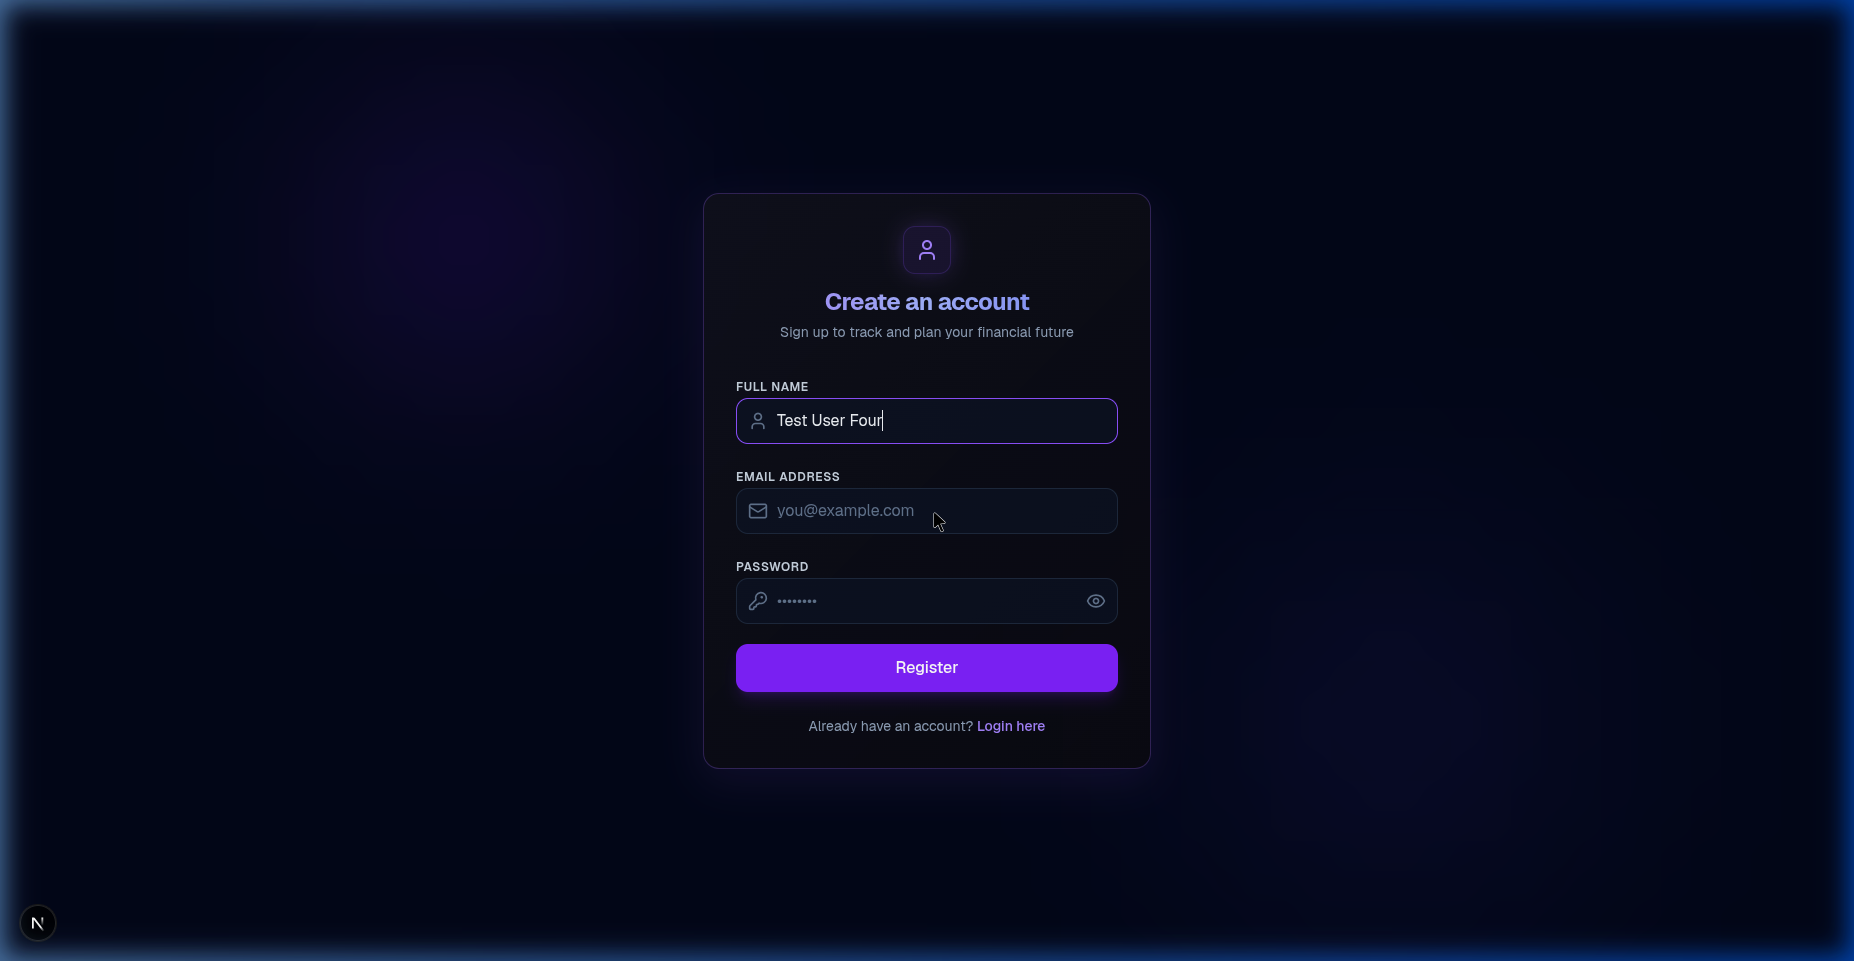 Create an account
Sign up to track and plan your financial future
FULL NAME
Test User Four
EMAIL ADDRESS
you@example.com
PASSWORD
••••••••
Register
Already have an account? Login here
N